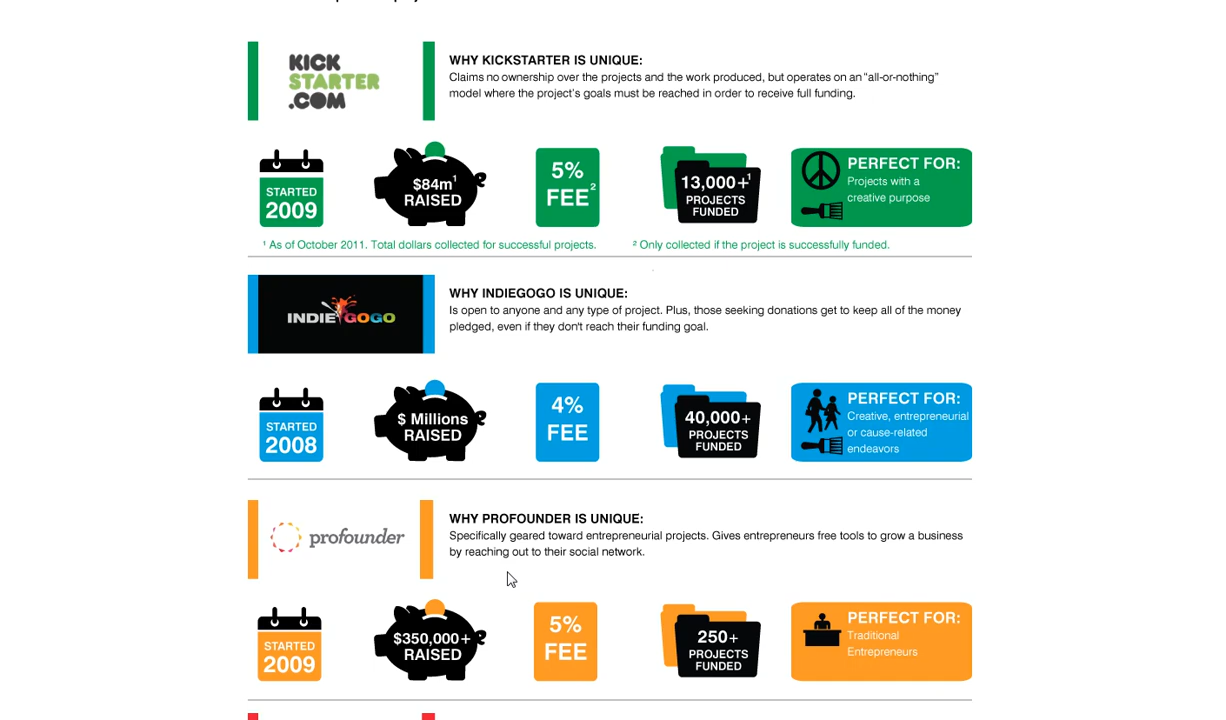 KICK
STARTER
.COM
WHY KICKSTARTER IS UNIQUE:
Claims no ownership over the projects and the work produced, but operates on an "all-or-nothing"
model where the project's goals must be reached in order to receive full funding.
STARTED
2009
$84m¹
RAISED
5%
FEE²
13,000+¹
PROJECTS
FUNDED
PERFECT FOR:
Projects with a
creative purpose
¹ As of October 2011. Total dollars collected for successful projects.
² Only collected if the project is successfully funded.
INDIEGOGO
WHY INDIEGOGO IS UNIQUE:
Is open to anyone and any type of project. Plus, those seeking donations get to keep all of the money
pledged, even if they don't reach their funding goal.
STARTED
2008
$ Millions
RAISED
4%
FEE
40,000+
PROJECTS
FUNDED
PERFECT FOR:
Creative, entrepreneurial
or cause-related
endeavors
profounder
WHY PROFOUNDER IS UNIQUE:
Specifically geared toward entrepreneurial projects. Gives entrepreneurs free tools to grow a business
by reaching out to their social network.
STARTED
2009
$350,000+
RAISED
5%
FEE
250+
PROJECTS
FUNDED
PERFECT FOR:
Traditional
Entrepreneurs